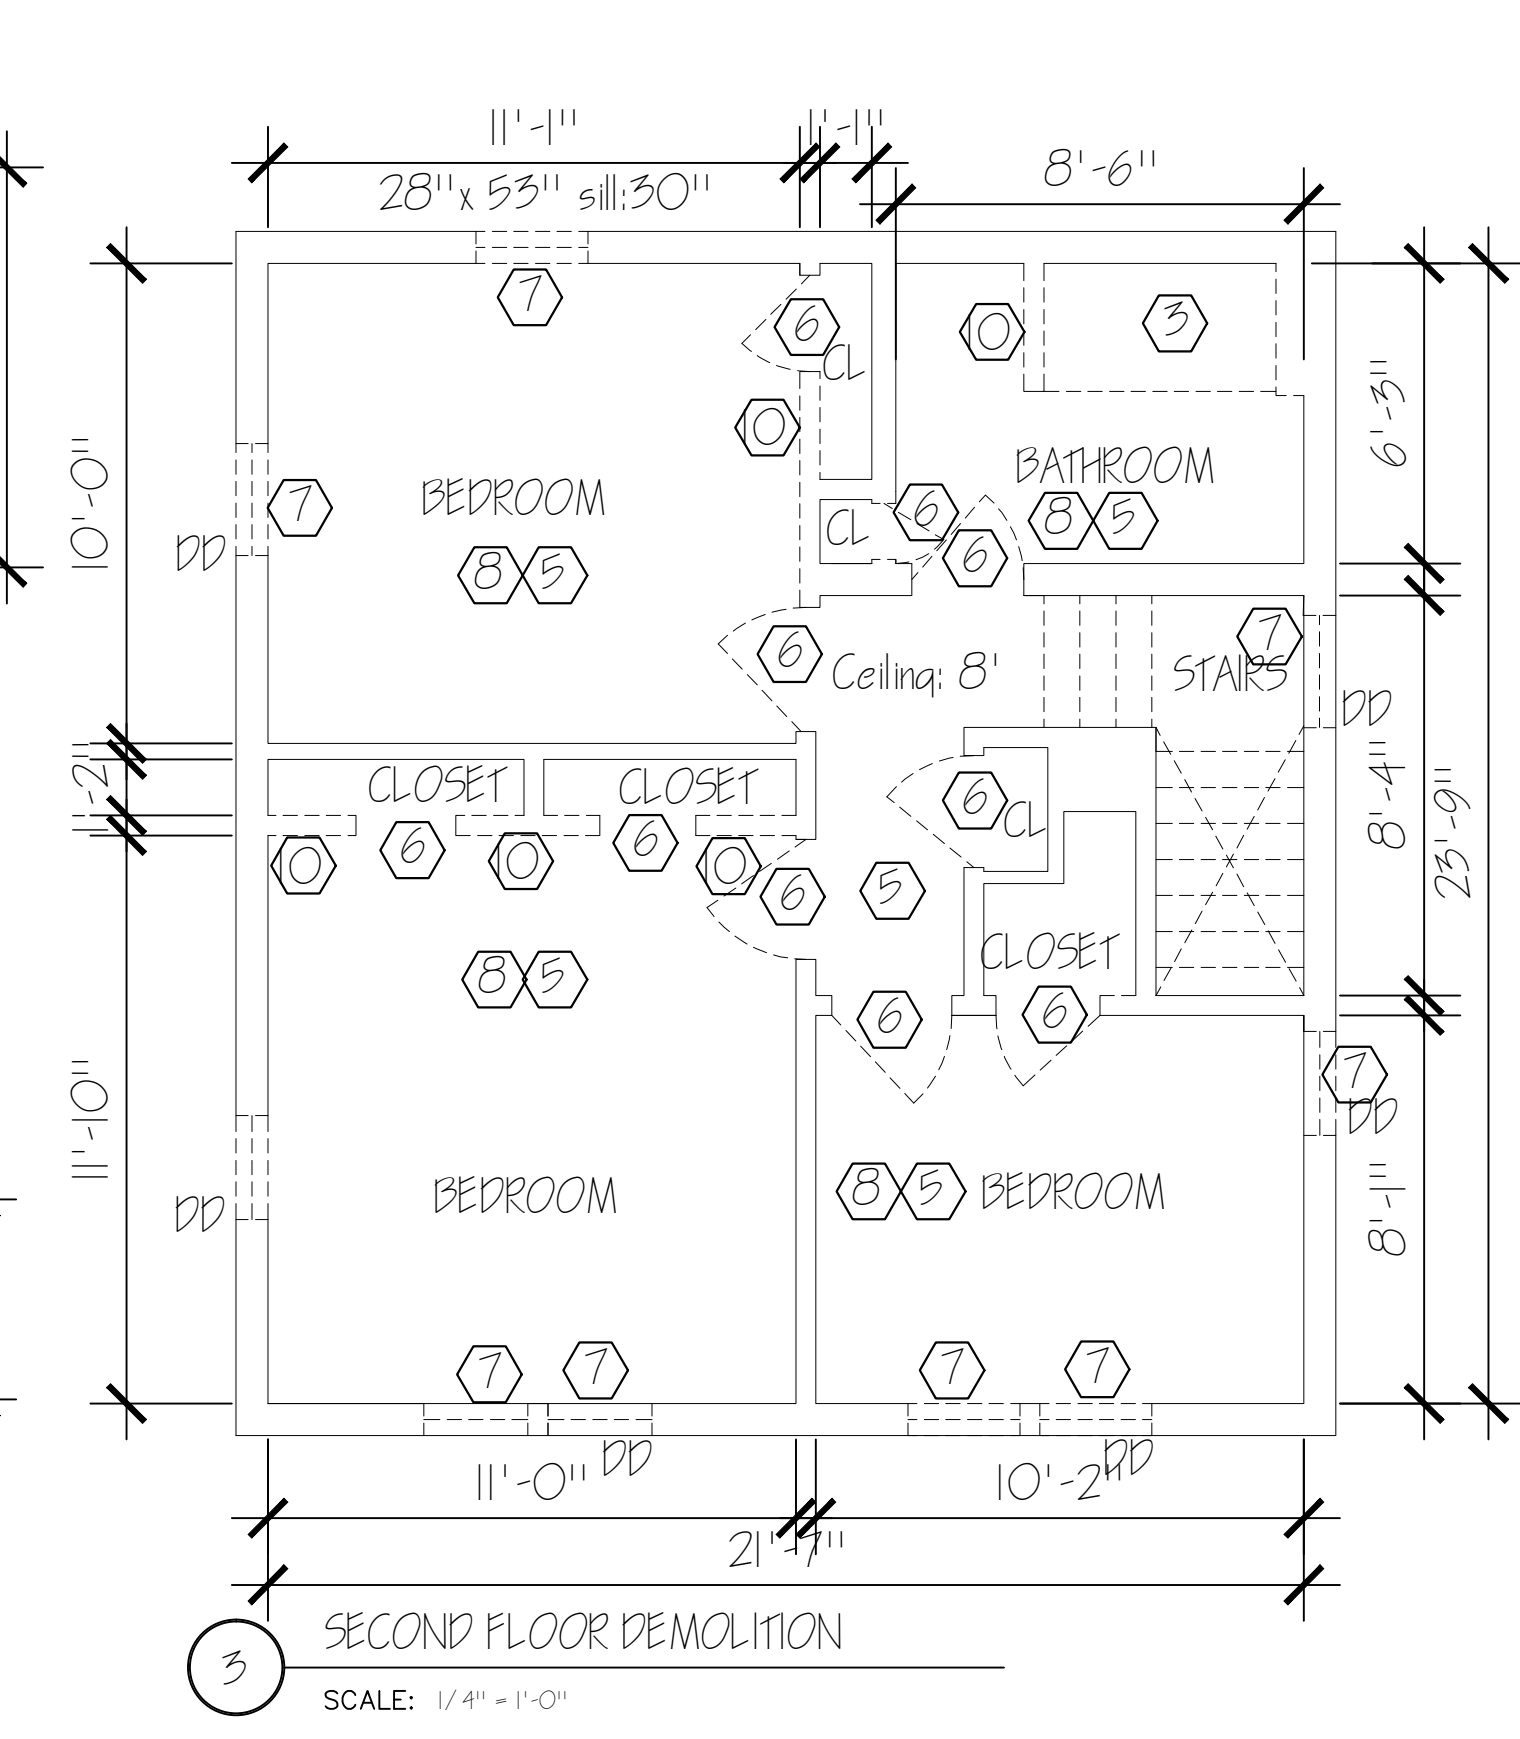 11'-1"
1'-1"
8'-6"
28"x 53" sill:30"
7
6
10
3
CL
6'-3"
10
10'-0"
7
BEDROOM
BATHROOM
DD
CL
6
8 5
6
8 5
7
6
Ceiling: 8'
STAIRS
DD
1'-2"
CLOSET
CLOSET
6
CL
8'-4"
23'-9"
10
6
10
6
10
6
5
8 5
CLOSET
6
6
7
DD
11'-10"
DD
BEDROOM
8 5
BEDROOM
8'-1"
7
7
7
7
DD
DD
11'-0"
10'-2"
21'-7"
3
SECOND FLOOR DEMOLITION
SCALE: 1/4" = 1'-0"